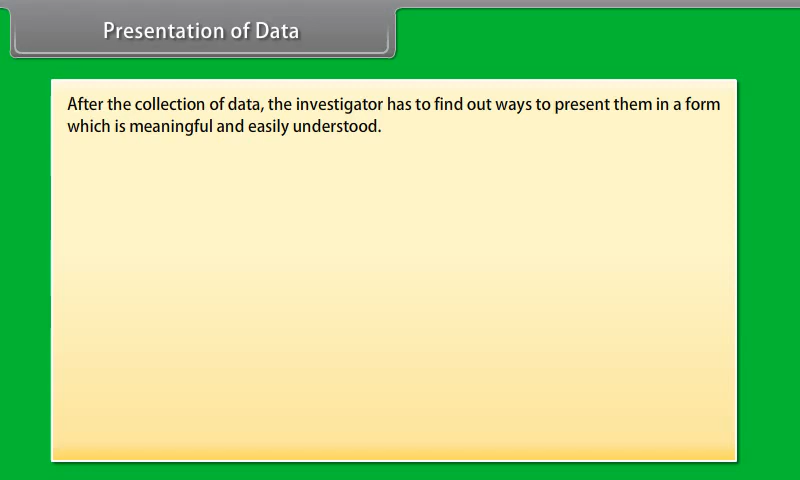 Presentation of Data
After the collection of data, the investigator has to find out ways to present them in a form
which is meaningful and easily understood.